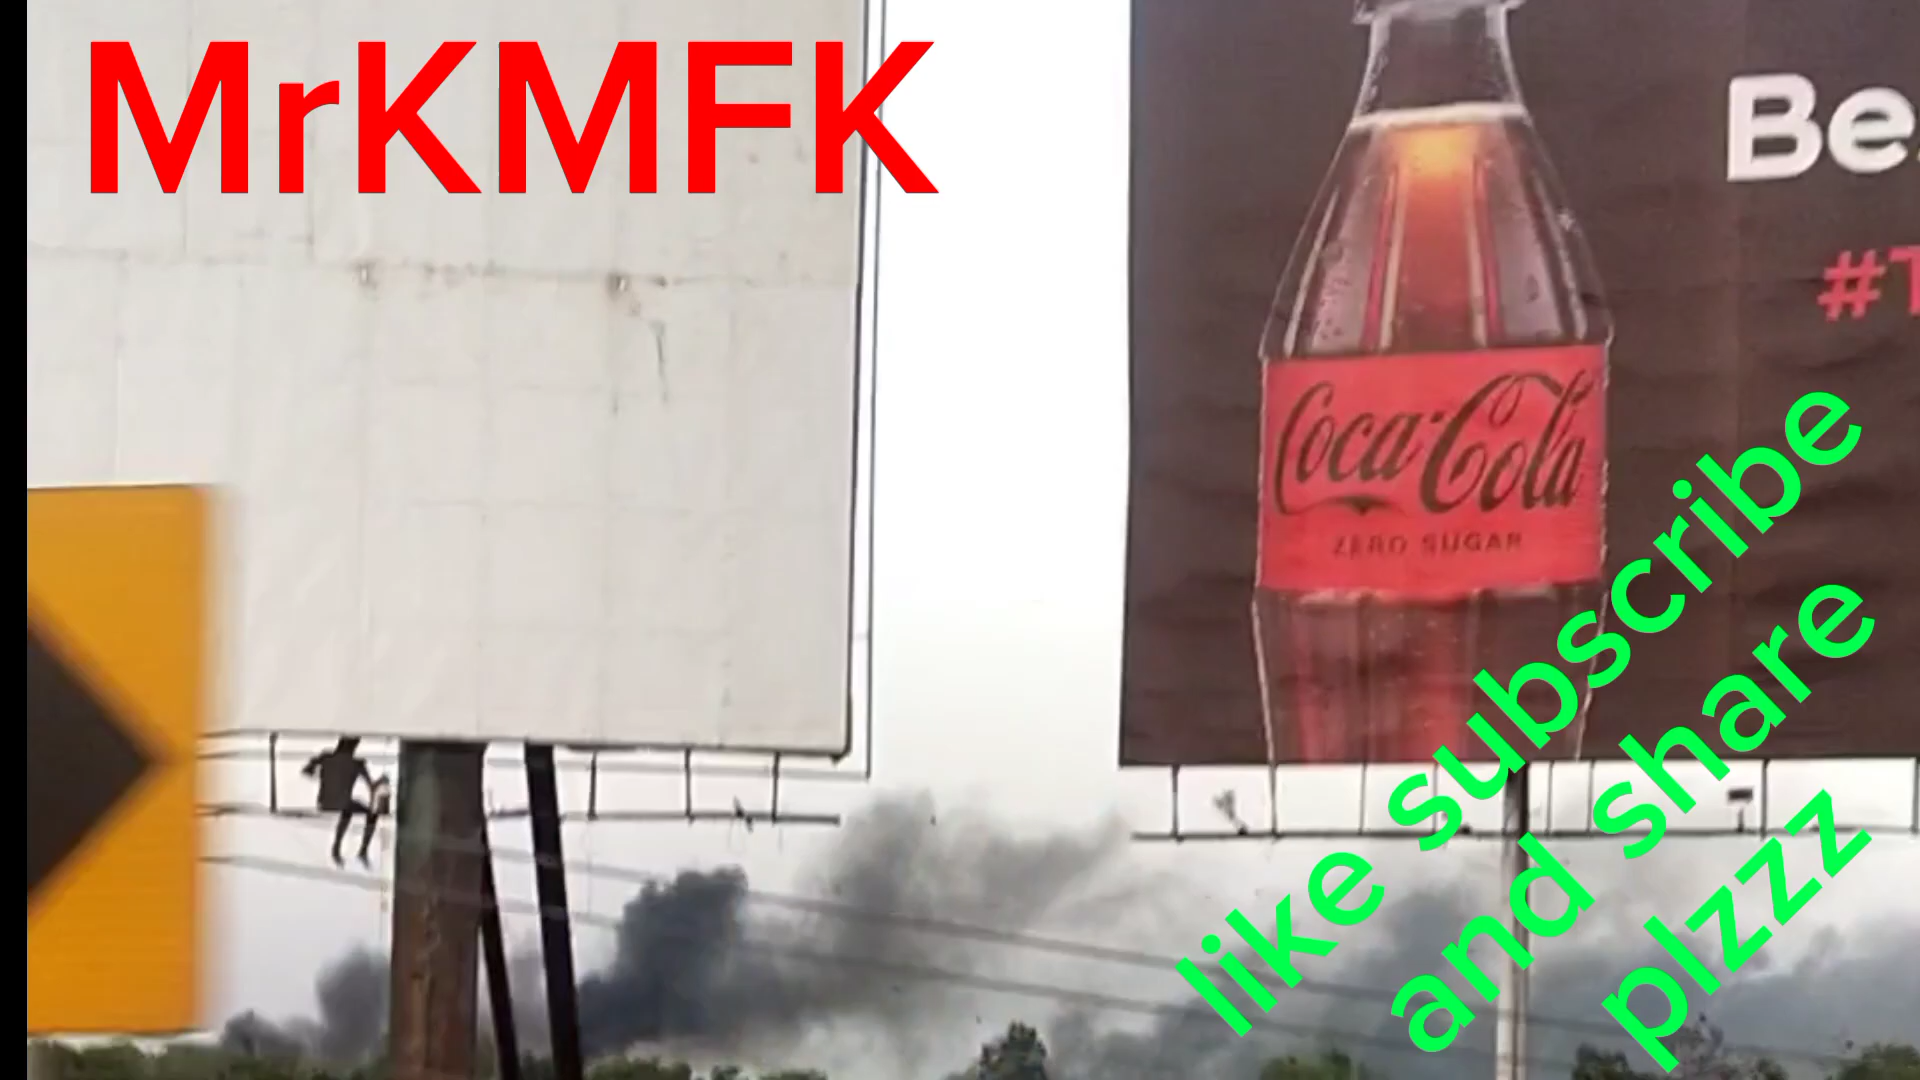 MrKMFK
Be
#T
Coca-Cola
ZERO SUGAR
like subscribe
and share
plzzz